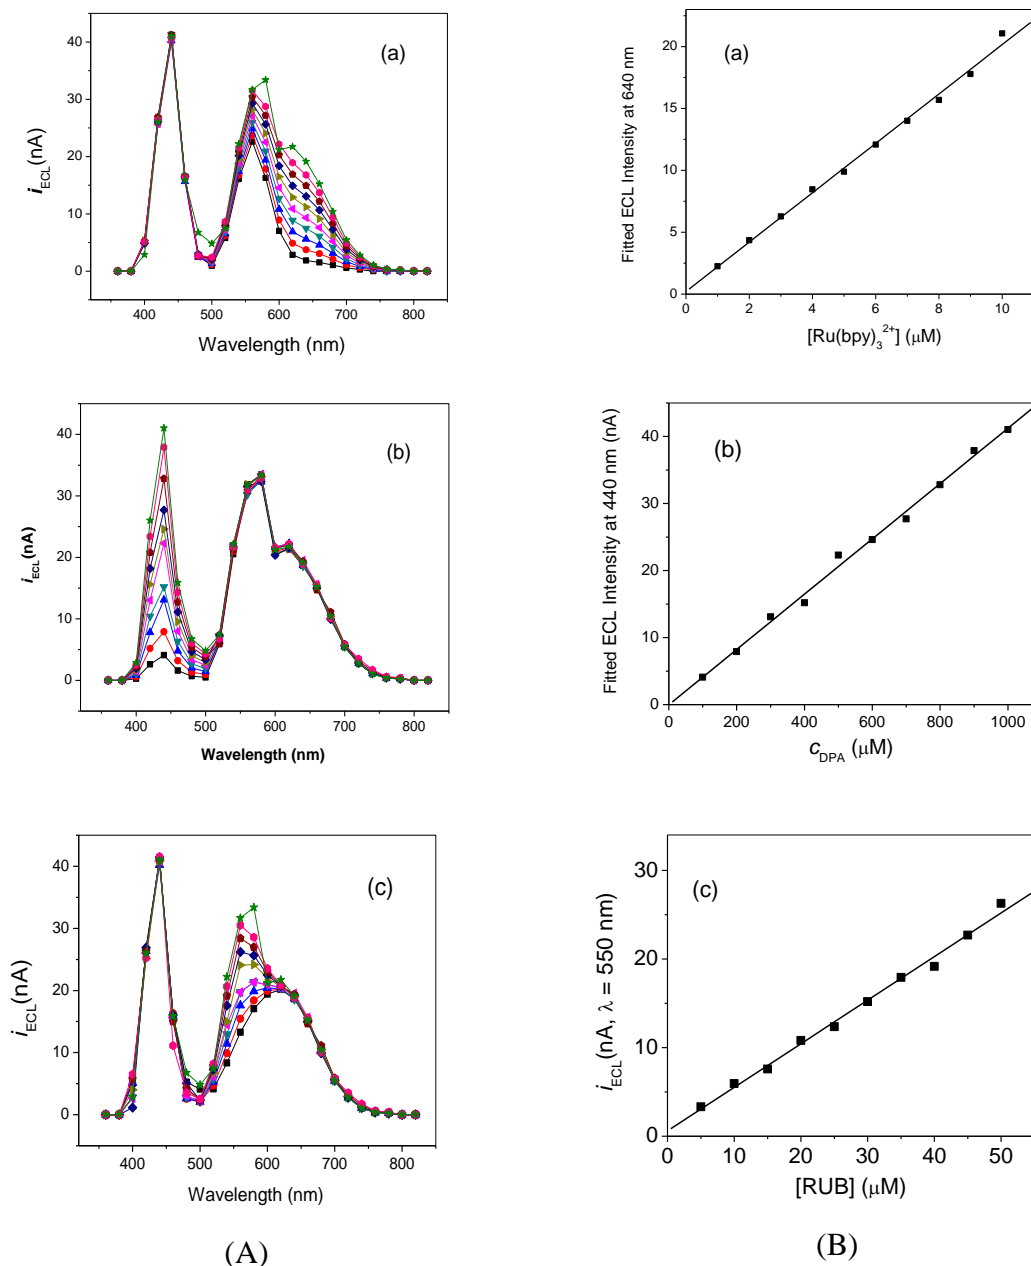 (a)
i_ECL (nA)
40
30
20
10
0
400 500 600 700 800
Wavelength (nm)
(a)
Fitted ECL Intensity at 640 nm
20
15
10
5
0
0 2 4 6 8 10
[Ru(bpy)₃²⁺] (μM)
(b)
i_ECL (nA)
40
30
20
10
0
400 500 600 700 800
Wavelength (nm)
(b)
Fitted ECL Intensity at 440 nm (nA)
40
30
20
10
0
0 200 400 600 800 1000
c_DPA (μM)
(c)
i_ECL (nA)
40
30
20
10
0
400 500 600 700 800
Wavelength (nm)
(c)
i_ECL (nA, λ = 550 nm)
30
20
10
0
0 10 20 30 40 50
[RUB] (μM)
(A) (B)